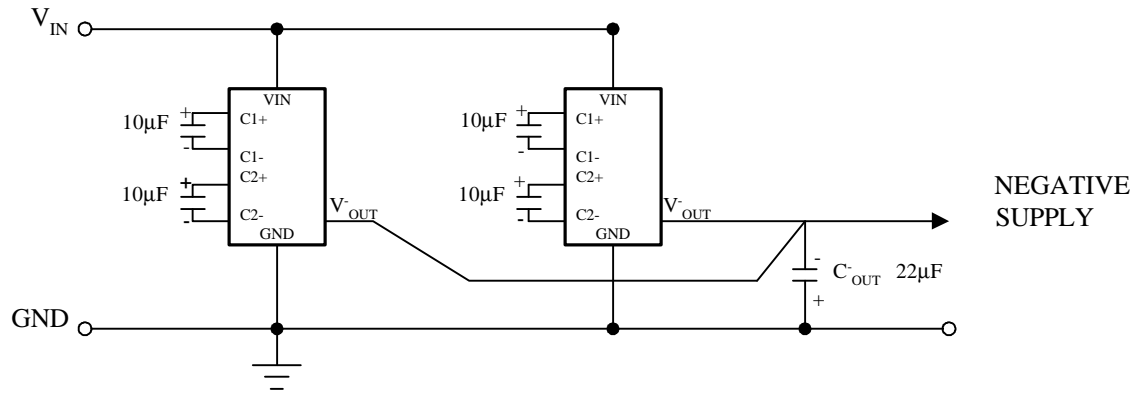 V IN
VIN VIN
10µF + C1+ 10µF + C1+
- C1- - C1-
10µF + C2+ 10µF + C2+
- C2- V-OUT - C2- V-OUT
GND GND
NEGATIVE
SUPPLY
- C-OUT 22µF
+
GND